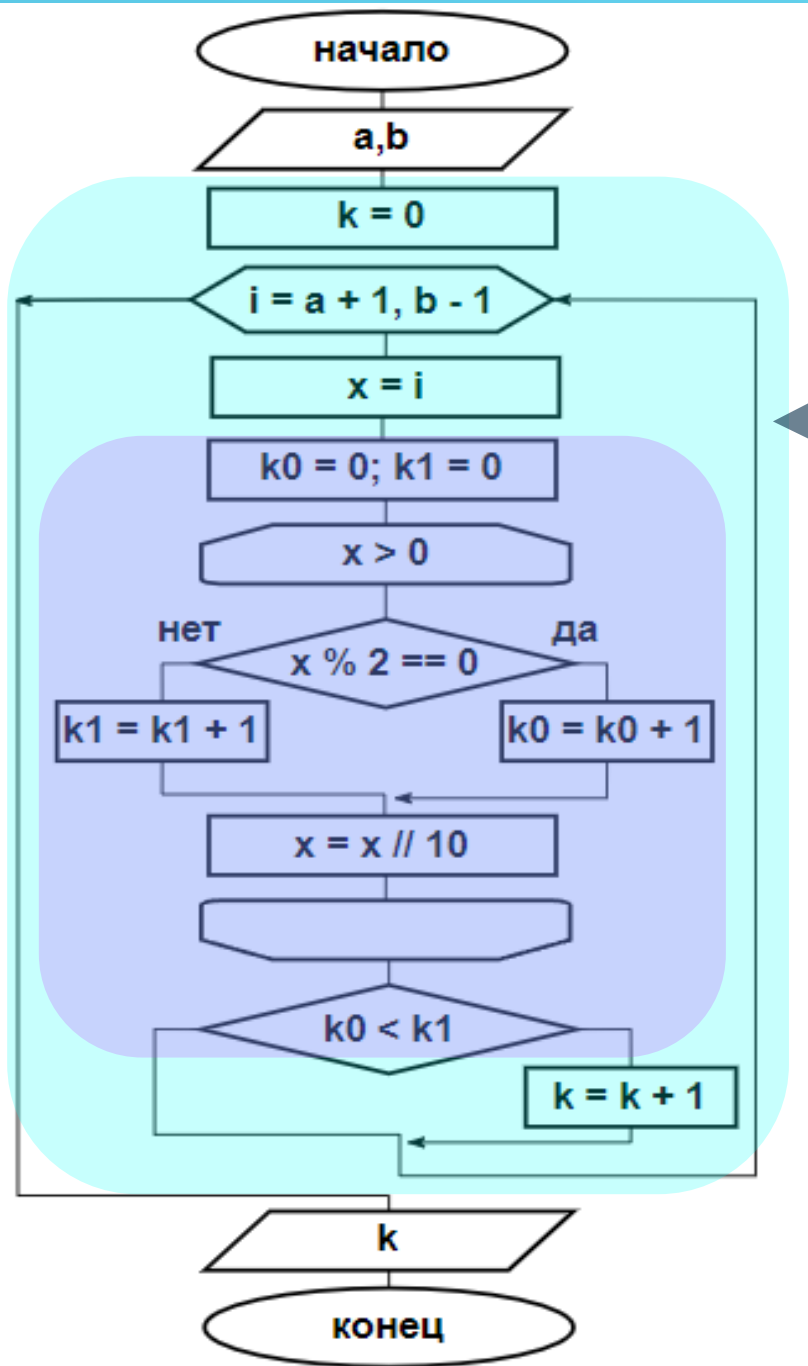 начало
a,b
k = 0
i = a + 1, b - 1
x = i
k0 = 0; k1 = 0
x > 0
нет
да
x % 2 == 0
k1 = k1 + 1
k0 = k0 + 1
x = x // 10
k0 < k1
k = k + 1
k
конец